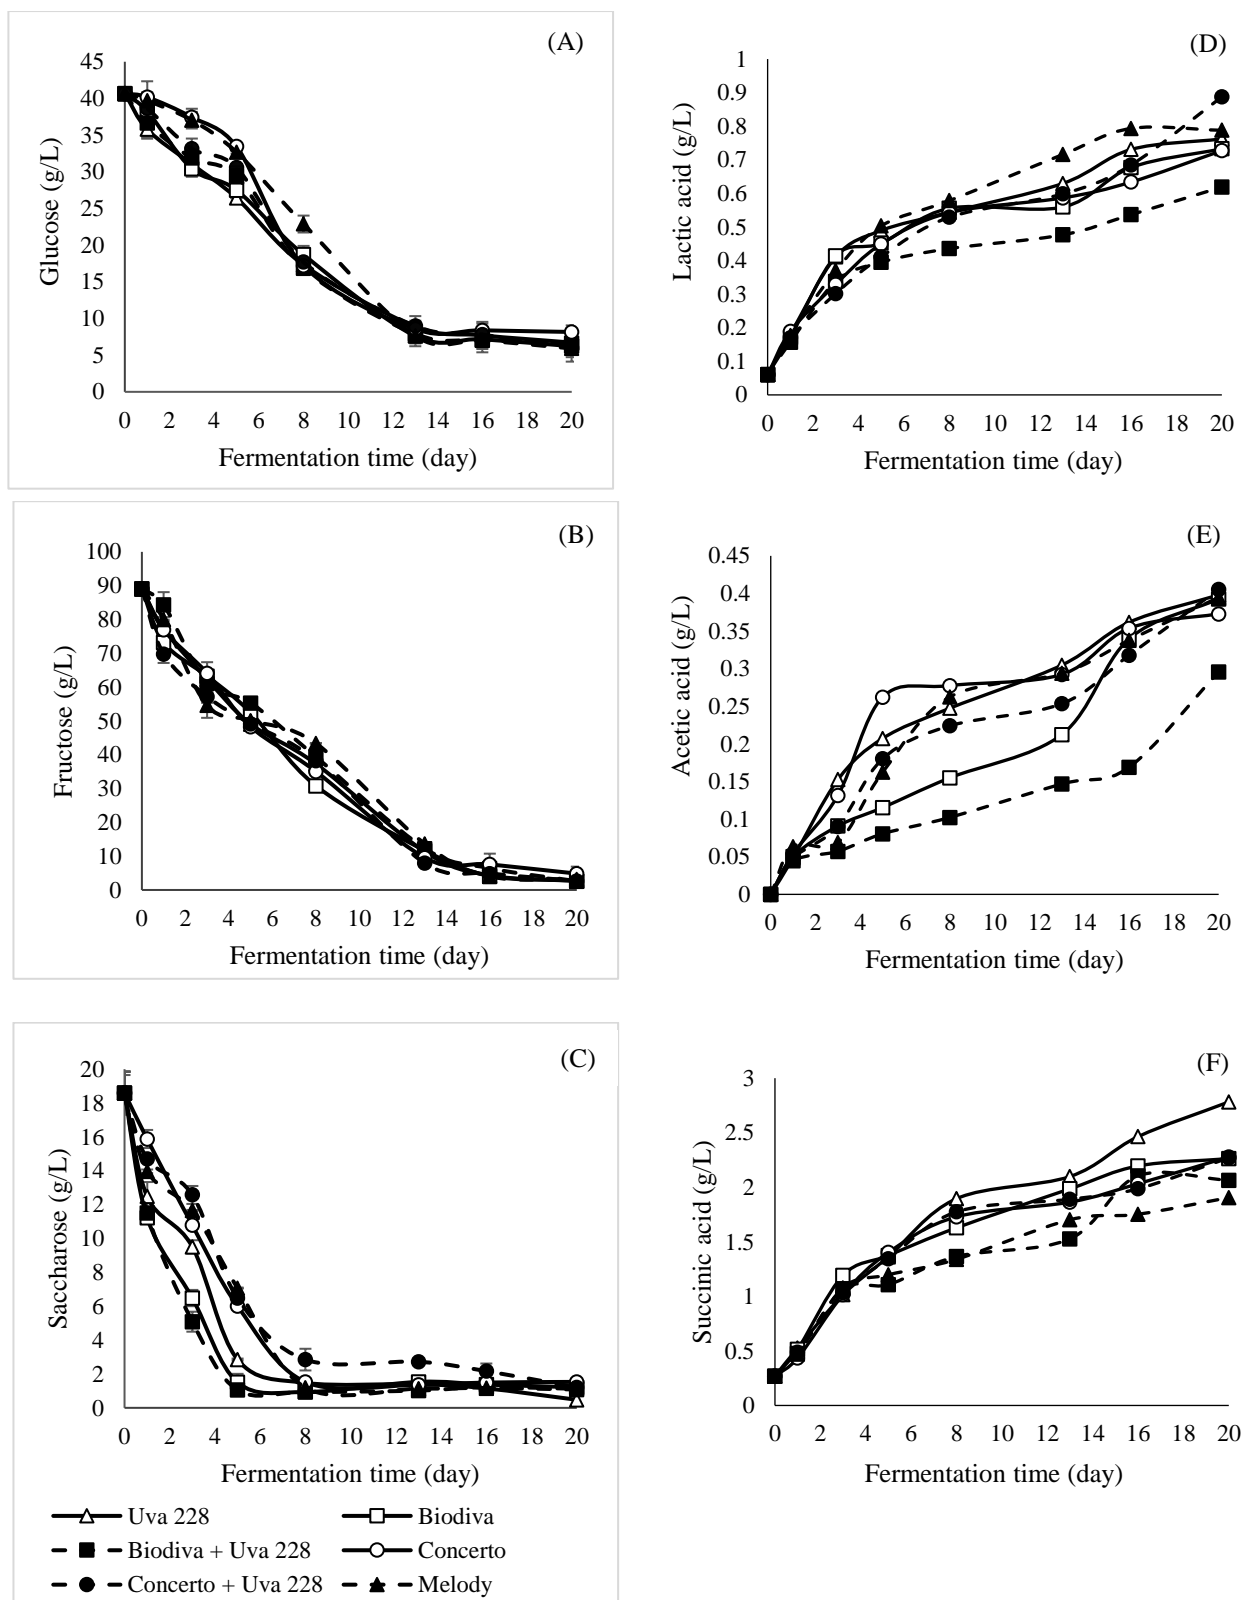 (A)
45
40
35
30
25
20
15
10
5
0
Glucose (g/L)
0 2 4 6 8 10 12 14 16 18 20
Fermentation time (day)
(D)
1
0.9
0.8
0.7
0.6
0.5
0.4
0.3
0.2
0.1
0
Lactic acid (g/L)
0 2 4 6 8 10 12 14 16 18 20
Fermentation time (day)
(B)
100
90
80
70
60
50
40
30
20
10
0
Fructose (g/L)
0 2 4 6 8 10 12 14 16 18 20
Fermentation time (day)
(E)
0.45
0.4
0.35
0.3
0.25
0.2
0.15
0.1
0.05
0
Acetic acid (g/L)
0 2 4 6 8 10 12 14 16 18 20
Fermentation time (day)
(C)
20
18
16
14
12
10
8
6
4
2
0
Saccharose (g/L)
0 2 4 6 8 10 12 14 16 18 20
Fermentation time (day)
Uva 228 Biodiva
Biodiva + Uva 228 Concerto
Concerto + Uva 228 Melody
(F)
3
2.5
2
1.5
1
0.5
0
Succinic acid (g/L)
0 2 4 6 8 10 12 14 16 18 20
Fermentation time (day)